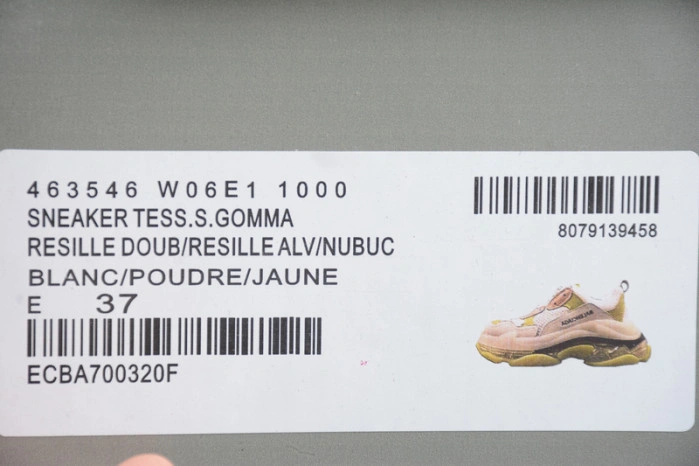 463546 W06E1 1000
SNEAKER TESS.S.GOMMA
RESILLE DOUB/RESILLE ALV/NUBUC
BLANC/POUDRE/JAUNE
E 37
ECBA700320F
8079139458